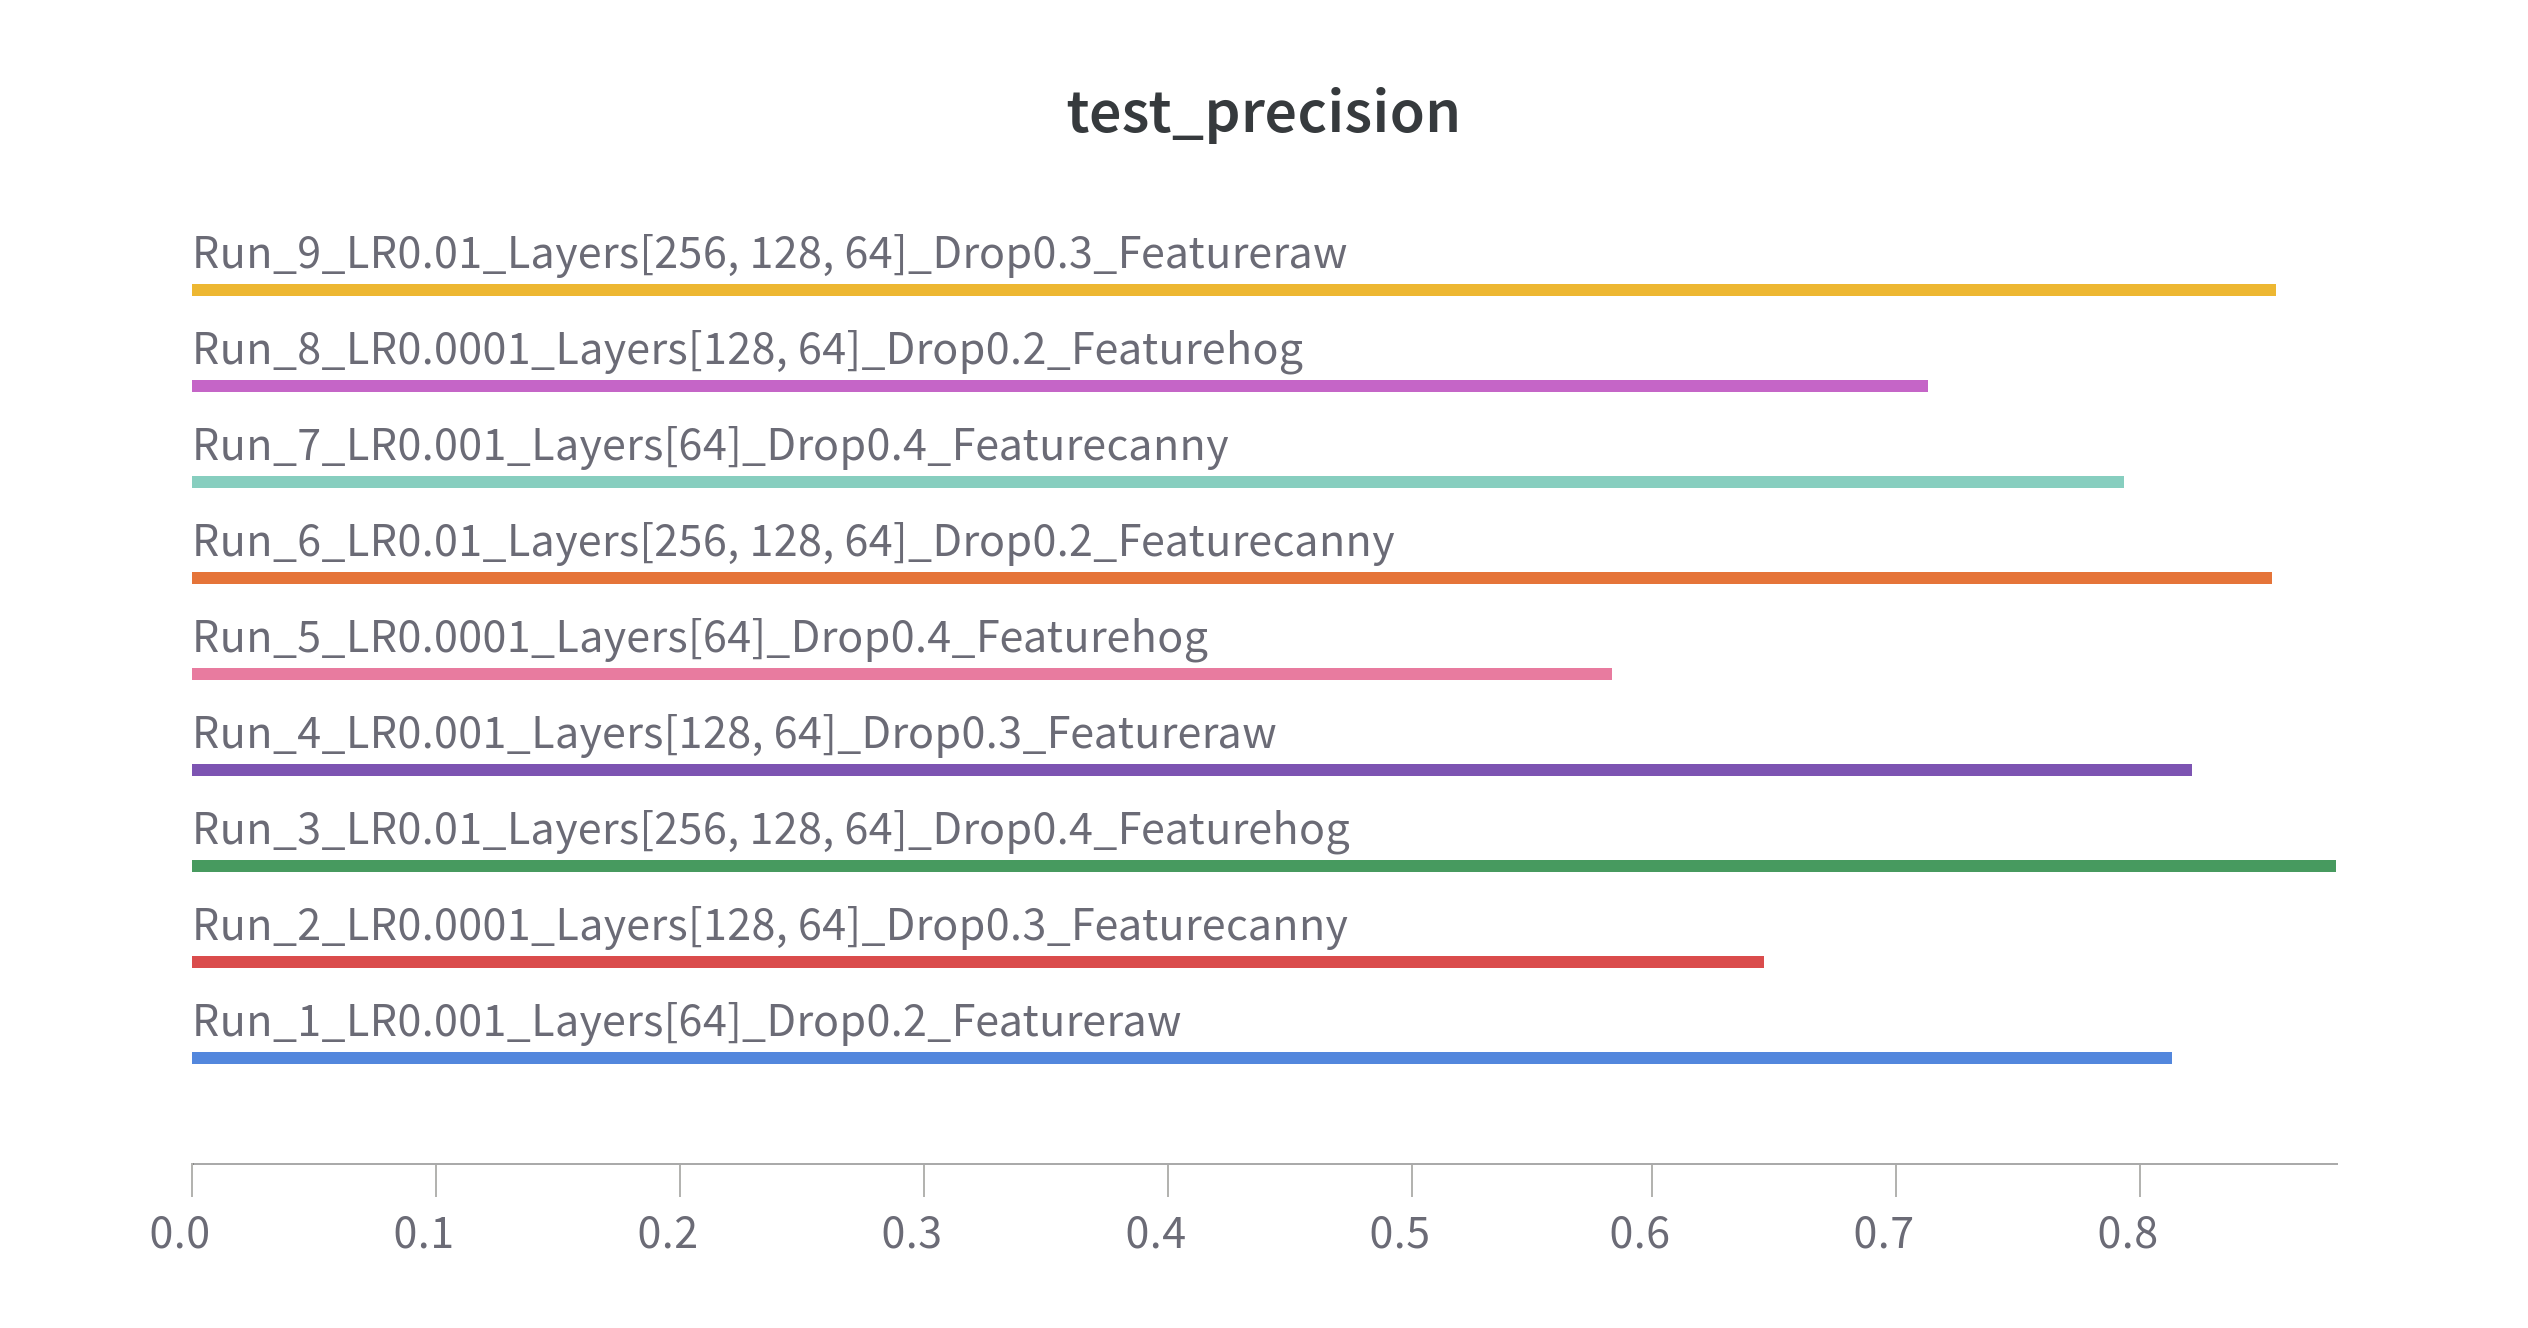 test_precision
Run_9_LR0.01_Layers[256, 128, 64]_Drop0.3_Featureraw
Run_8_LR0.0001_Layers[128, 64]_Drop0.2_Featurehog
Run_7_LR0.001_Layers[64]_Drop0.4_Featurecanny
Run_6_LR0.01_Layers[256, 128, 64]_Drop0.2_Featurecanny
Run_5_LR0.0001_Layers[64]_Drop0.4_Featurehog
Run_4_LR0.001_Layers[128, 64]_Drop0.3_Featureraw
Run_3_LR0.01_Layers[256, 128, 64]_Drop0.4_Featurehog
Run_2_LR0.0001_Layers[128, 64]_Drop0.3_Featurecanny
Run_1_LR0.001_Layers[64]_Drop0.2_Featureraw
0.0 0.1 0.2 0.3 0.4 0.5 0.6 0.7 0.8